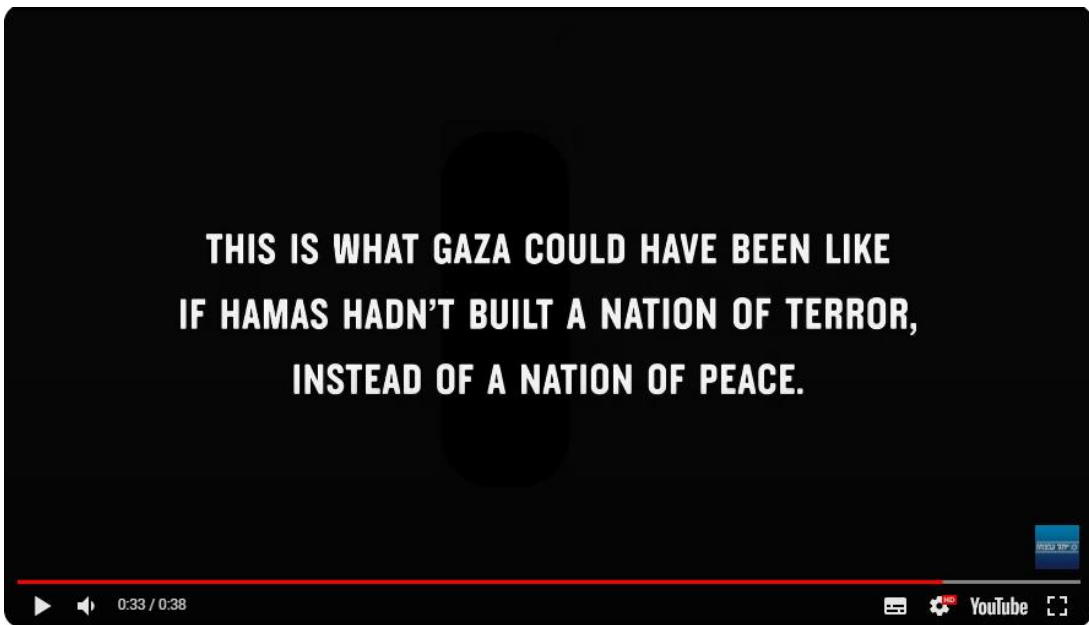 THIS IS WHAT GAZA COULD HAVE BEEN LIKE
IF HAMAS HADN'T BUILT A NATION OF TERROR,
INSTEAD OF A NATION OF PEACE.
0:33 / 0:38
HD
YouTube